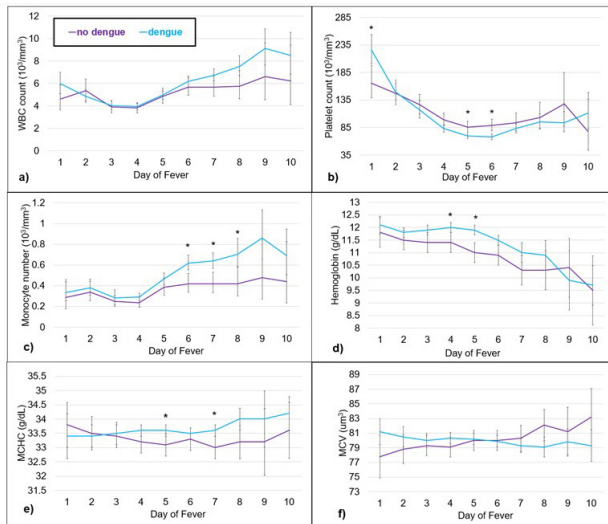 no dengue dengue
WBC count (10³/mm³)
12
10
8
6
4
2
0
1 2 3 4 5 6 7 8 9 10
Day of Fever
a)
Platelet count (10³/mm³)
285
235
185
135
85
35
*
* *
1 2 3 4 5 6 7 8 9 10
Day of Fever
b)
Monocyte number (10³/mm³)
1.2
1
0.8
0.6
0.4
0.2
0
* * *
1 2 3 4 5 6 7 8 9 10
Day of Fever
c)
Hemoglobin (g/dL)
13
12.5
12
11.5
11
10.5
10
9.5
9
8.5
8
* *
1 2 3 4 5 6 7 8 9 10
Day of Fever
d)
MCHC (g/dL)
35.5
35
34.5
34
33.5
33
32.5
32
31.5
* *
1 2 3 4 5 6 7 8 9 10
Day of Fever
e)
MCV (um³)
89
87
85
83
81
79
77
75
73
1 2 3 4 5 6 7 8 9 10
Day of Fever
f)